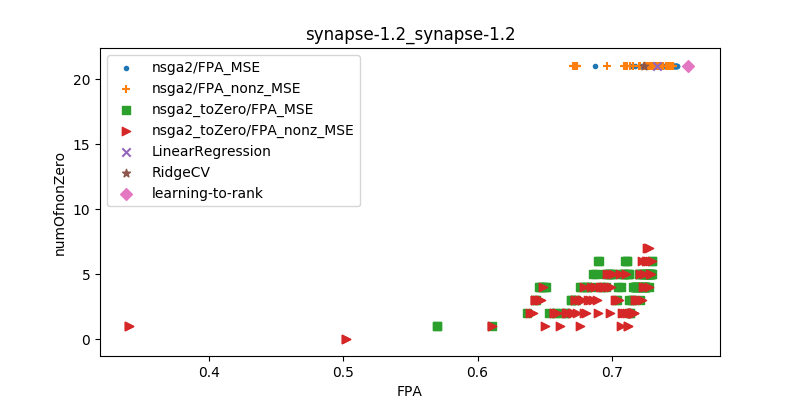 synapse-1.2_synapse-1.2
nsga2/FPA_MSE
nsga2/FPA_nonz_MSE
nsga2_toZero/FPA_MSE
nsga2_toZero/FPA_nonz_MSE
LinearRegression
RidgeCV
learning-to-rank
numOfnonZero
20
15
10
5
0
0.4 0.5 0.6 0.7
FPA